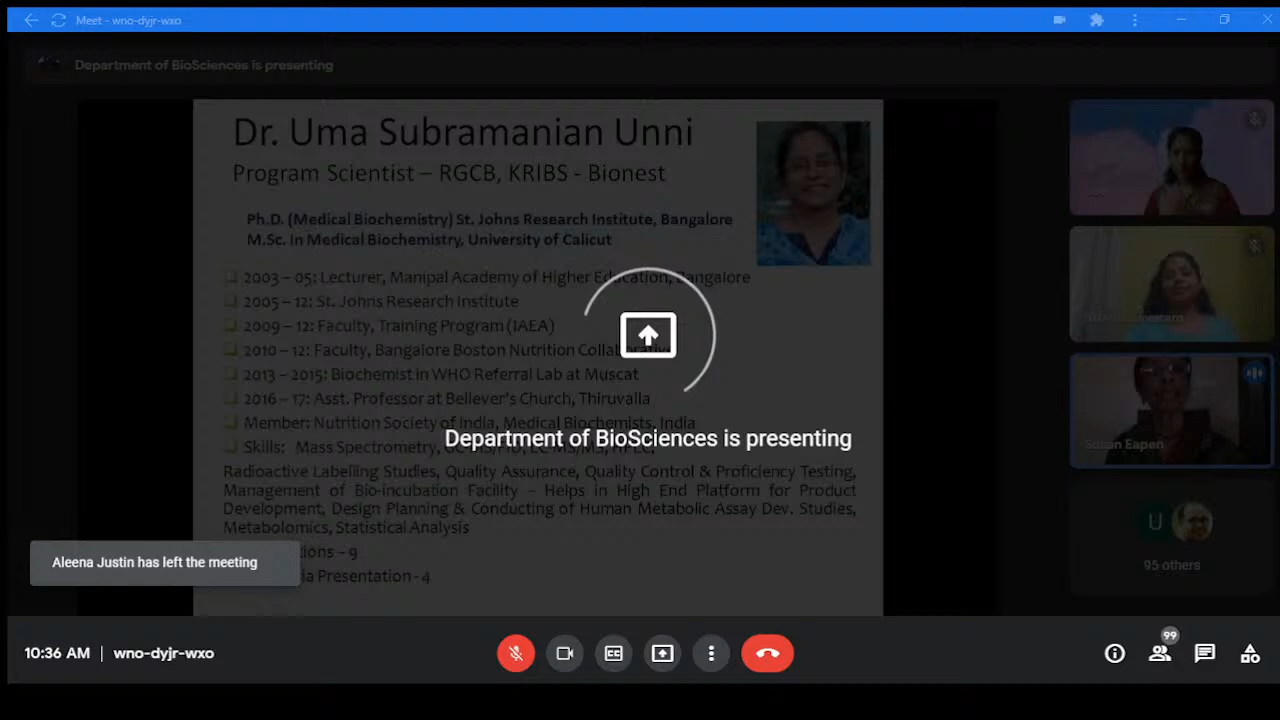 Meet - wno-dyjr-wxo
Department of BioSciences is presenting
Dr. Uma Subramanian Unni
Program Scientist – RGCB, KRIBS - Bionest
Ph.D. (Medical Biochemistry) St. Johns Research Institute, Bangalore
M.Sc. In Medical Biochemistry, University of Calicut
2003 – 05: Lecturer, Manipal Academy of Higher Education, Bangalore
2005 – 12: St. Johns Research Institute
2009 – 12: Faculty, Training Program (IAEA)
2010 – 12: Faculty, Bangalore Boston Nutrition Collaborative
2013 – 2015: Biochemist in WHO Referral Lab at Muscat
2016 – 17: Asst. Professor at Believer's Church, Thiruvalla
Member: Nutrition Society of India, Medical Biochemists, India
Department of BioSciences is presenting
Skills: Mass Spectrometry,
Radioactive Labelling Studies, Quality Assurance, Quality Control & Proficiency Testing,
Management of Bio-incubation Facility – Helps in High End Platform for Product
Development, Design Planning & Conducting of Human Metabolic Assay Dev. Studies,
Metabolomics, Statistical Analysis
tions - 9
ia Presentation - 4
Aleena Justin has left the meeting
Susan Eapen
U
95 others
10:36 AM | wno-dyjr-wxo
99